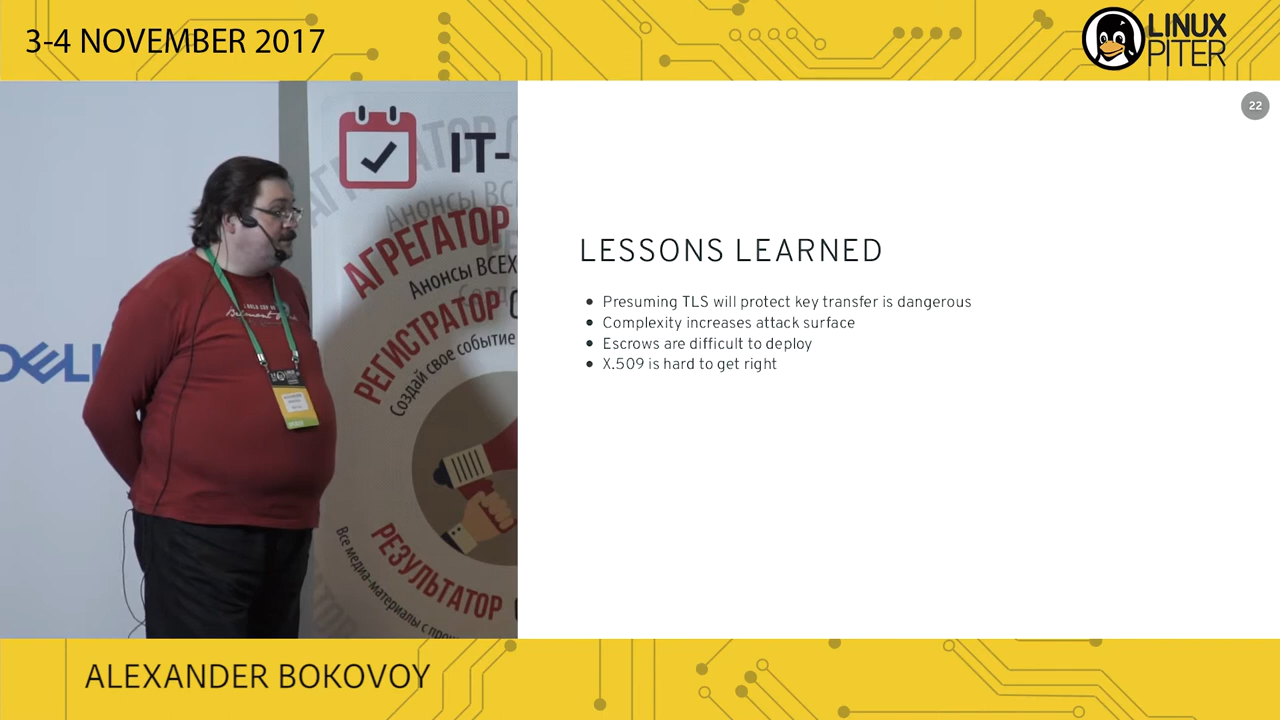 3-4 NOVEMBER 2017
LINUX
PITER
22
IT-
АГРЕГАТОР
Анонсы ВСЕХ
РЕГИСТРАТОР
Создай свое событие
РЕЗУЛЬТАТОР
Все медиа-материалы с
DELL
LESSONS LEARNED
• Presuming TLS will protect key transfer is dangerous
• Complexity increases attack surface
• Escrows are difficult to deploy
• X.509 is hard to get right
ALEXANDER BOKOVOY